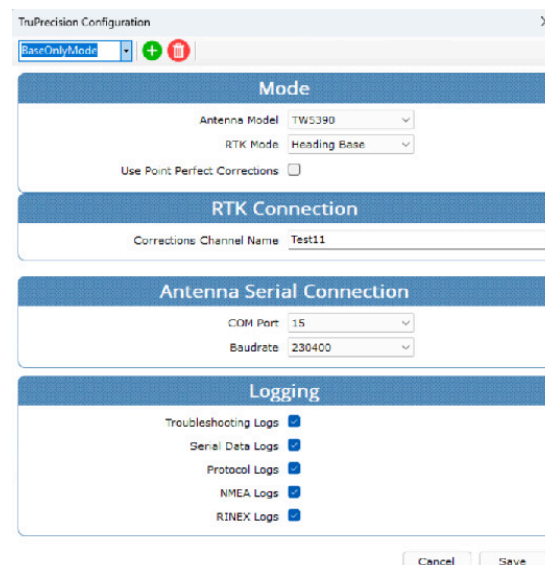 TruPrecision Configuration
BaseOnlyMode
Mode
Antenna Model TW5390
RTK Mode Heading Base
Use Point Perfect Corrections
RTK Connection
Corrections Channel Name Test11
Antenna Serial Connection
COM Port 15
Baudrate 230400
Logging
Troubleshooting Logs
Serial Data Logs
Protocol Logs
NMEA Logs
RINEX Logs
Cancel Save